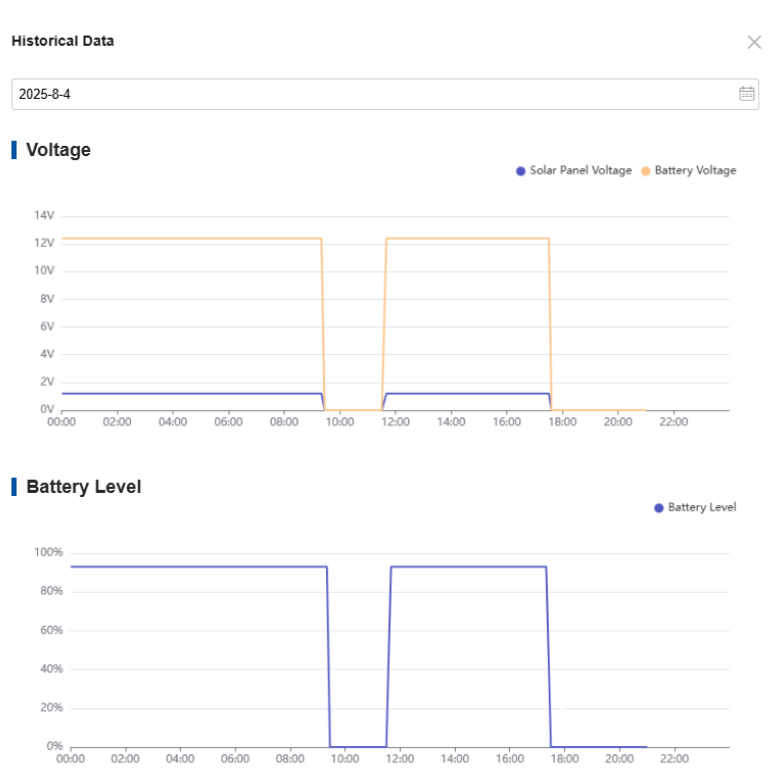 Historical Data
2025-8-4
Voltage
Solar Panel Voltage Battery Voltage
14V
12V
10V
8V
6V
4V
2V
0V
00:00 02:00 04:00 06:00 08:00 10:00 12:00 14:00 16:00 18:00 20:00 22:00
Battery Level
Battery Level
100%
80%
60%
40%
20%
0%
00:00 02:00 04:00 06:00 08:00 10:00 12:00 14:00 16:00 18:00 20:00 22:00